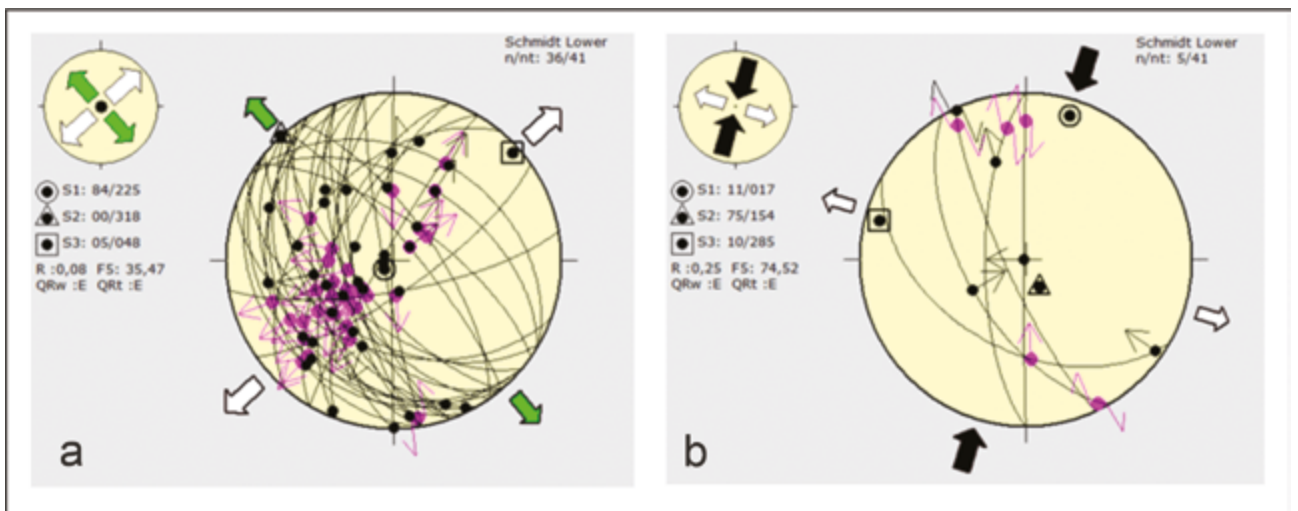 Schmidt Lower
n/nt: 36/41
S1: 84/225
S2: 00/318
S3: 05/048
R :0,08 F5: 35,47
QRw :E QRt :E
a
Schmidt Lower
n/nt: 5/41
S1: 11/017
S2: 75/154
S3: 10/285
R :0,25 F5: 74,52
QRw :E QRt :E
b